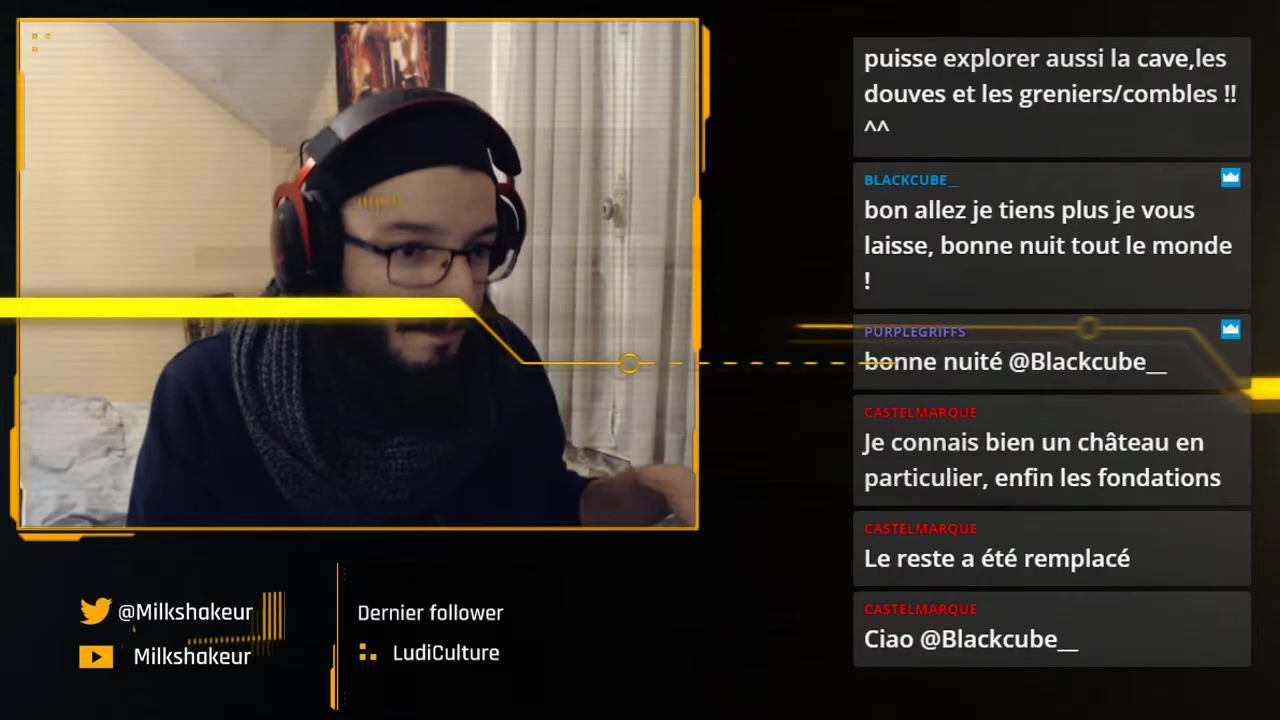 puisse explorer aussi la cave,les
douves et les greniers/combles !!
^^
BLACKCUBE__
bon allez je tiens plus je vous
laisse, bonne nuit tout le monde
!
PURPLEGRIFFS
bonne nuité @Blackcube__
CASTELMARQUE
Je connais bien un château en
particulier, enfin les fondations
CASTELMARQUE
Le reste a été remplacé
CASTELMARQUE
Ciao @Blackcube__
@Milkshakeur
Milkshakeur
Dernier follower
LudiCulture